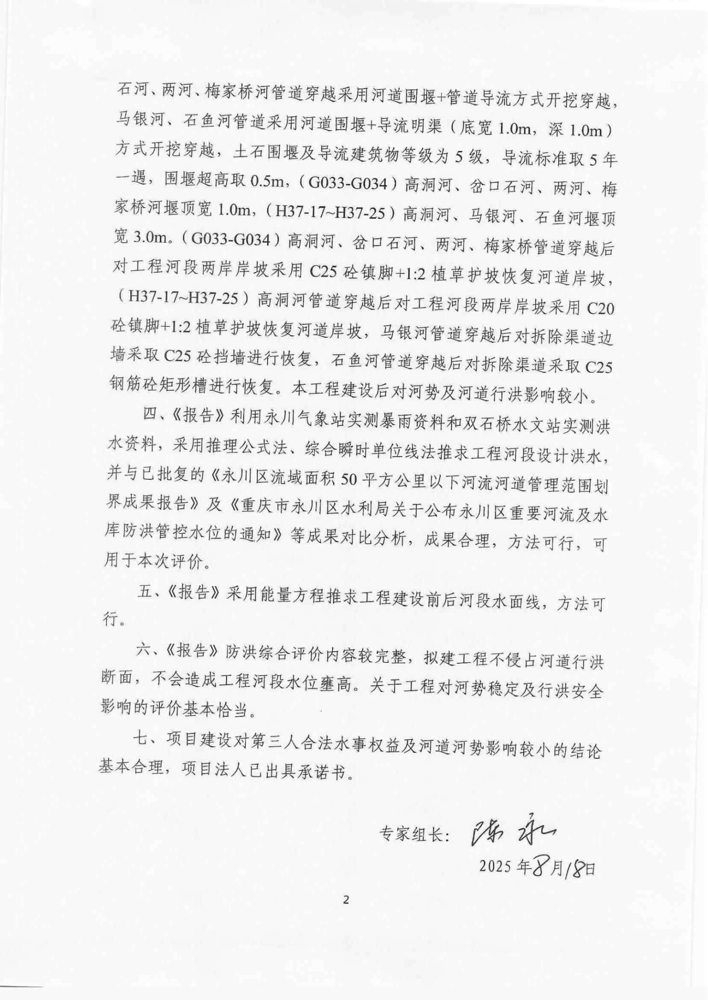 石河、两河、梅家桥河管道穿越采用河道围堰+管道导流方式开挖穿越，
马银河、石鱼河管道采用河道围堰+导流明渠（底宽1.0m，深1.0m）
方式开挖穿越，土石围堰及导流建筑物等级为5级，导流标准取5年
一遇，围堰超高取0.5m，（G033-G034）高洞河、岔口石河、两河、梅
家桥河堰顶宽1.0m，（H37-17~H37-25）高洞河、马银河、石鱼河堰顶
宽3.0m。（G033-G034）高洞河、岔口石河、两河、梅家桥管道穿越后
对工程河段两岸岸坡采用C25砼镇脚+1:2植草护坡恢复河道岸坡，
（H37-17~H37-25）高洞河管道穿越后对工程河段两岸岸坡采用C20
砼镇脚+1:2植草护坡恢复河道岸坡，马银河管道穿越后对拆除渠道边
墙采取C25砼挡墙进行恢复，石鱼河管道穿越后对拆除渠道采取C25
钢筋砼矩形槽进行恢复。本工程建设后对河势及河道行洪影响较小。
四、《报告》利用永川气象站实测暴雨资料和双石桥水文站实测洪
水资料，采用推理公式法、综合瞬时单位线法推求工程河段设计洪水，
并与已批复的《永川区流域面积50平方公里以下河流河道管理范围划
界成果报告》及《重庆市永川区水利局关于公布永川区重要河流及水
库防洪管控水位的通知》等成果对比分析，成果合理，方法可行，可
用于本次评价。
五、《报告》采用能量方程推求工程建设前后河段水面线，方法可
行。
六、《报告》防洪综合评价内容较完整，拟建工程不侵占河道行洪
断面，不会造成工程河段水位壅高。关于工程对河势稳定及行洪安全
影响的评价基本恰当。
七、项目建设对第三人合法水事权益及河道河势影响较小的结论
基本合理，项目法人已出具承诺书。
专家组长：陈永
2025年8月18日
2